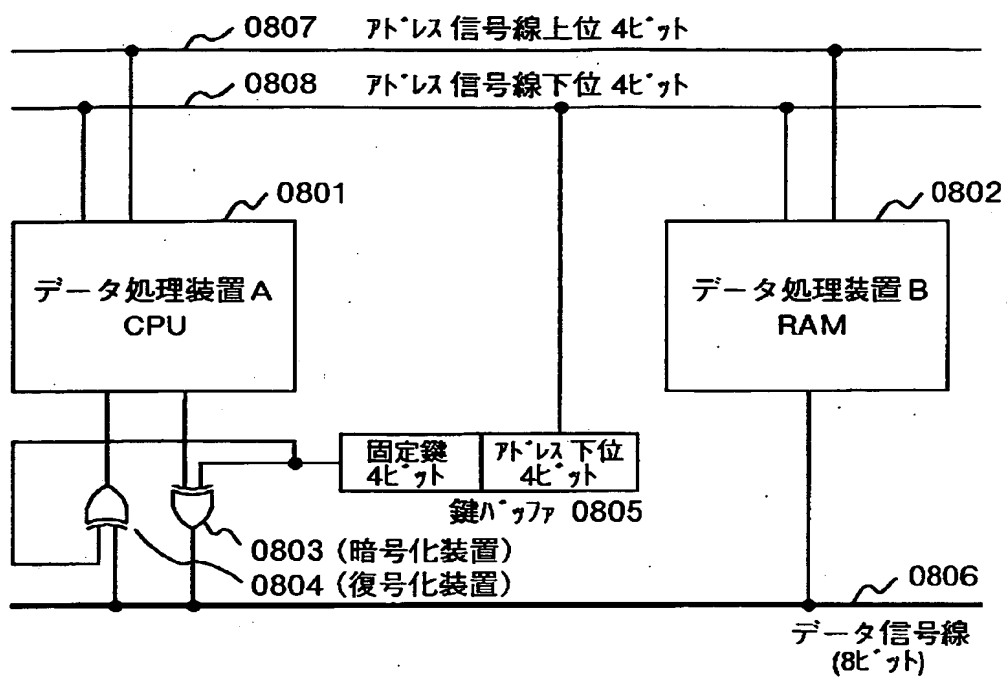 0807 アドレス信号線上位4ビット
0808 アドレス信号線下位4ビット
0801
0802
データ処理装置A
CPU
データ処理装置B
RAM
固定鍵
4ビット
アドレス下位
4ビット
鍵バッファ 0805
0803(暗号化装置)
0804(復号化装置)
0806
データ信号線
(8ビット)